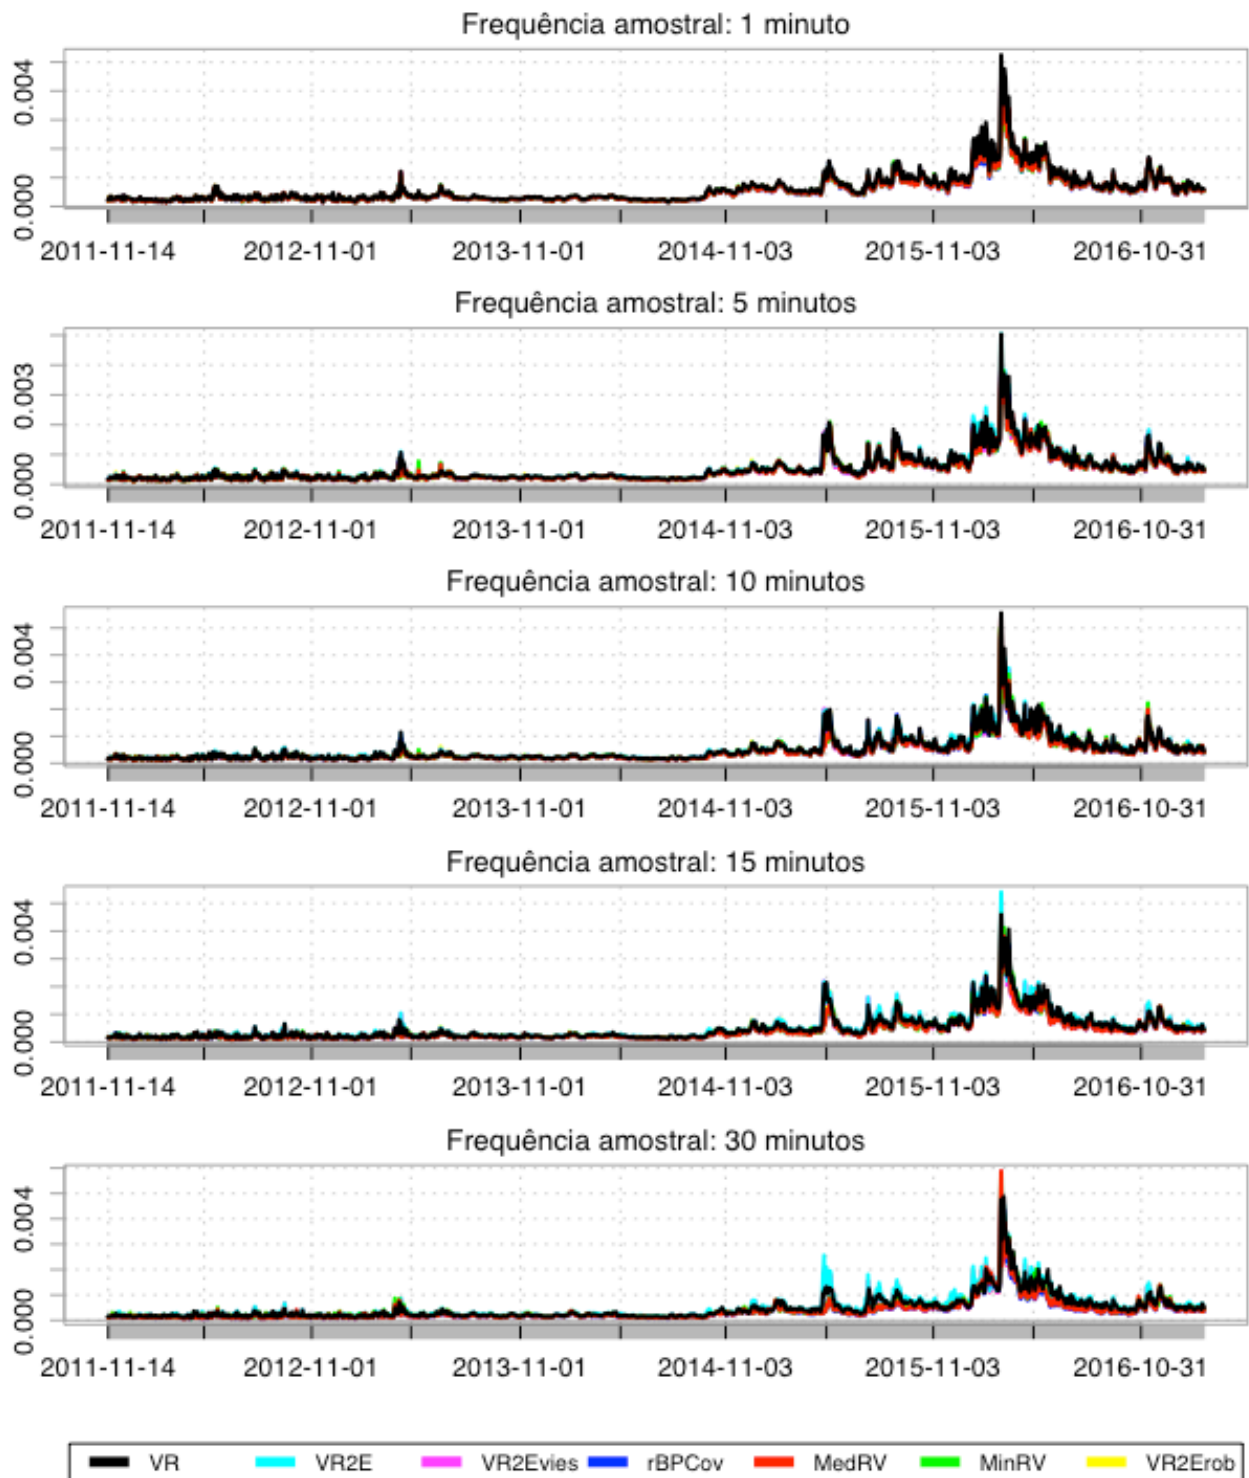 Frequência amostral: 1 minuto
0.004
0.000
2011-11-14 2012-11-01 2013-11-01 2014-11-03 2015-11-03 2016-10-31
Frequência amostral: 5 minutos
0.003
0.000
2011-11-14 2012-11-01 2013-11-01 2014-11-03 2015-11-03 2016-10-31
Frequência amostral: 10 minutos
0.004
0.000
2011-11-14 2012-11-01 2013-11-01 2014-11-03 2015-11-03 2016-10-31
Frequência amostral: 15 minutos
0.004
0.000
2011-11-14 2012-11-01 2013-11-01 2014-11-03 2015-11-03 2016-10-31
Frequência amostral: 30 minutos
0.004
0.000
2011-11-14 2012-11-01 2013-11-01 2014-11-03 2015-11-03 2016-10-31
VR VR2E VR2Evies rBPCov MedRV MinRV VR2Erob